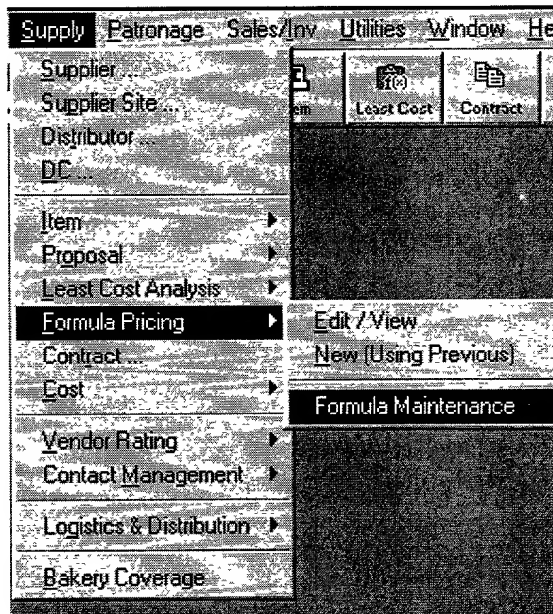 Supply Patronage Sales/Inv Utilities Window He
Supplier ...
Supplier Site ...
Distributor ...
DC ...
em Least Cost Contract
Item
Proposal
Least Cost Analysis
Formula Pricing
Contract ...
Cost
Edit / View
New (Using Previous)
Formula Maintenance
Vendor Rating
Contact Management
Logistics & Distribution
Bakery Coverage